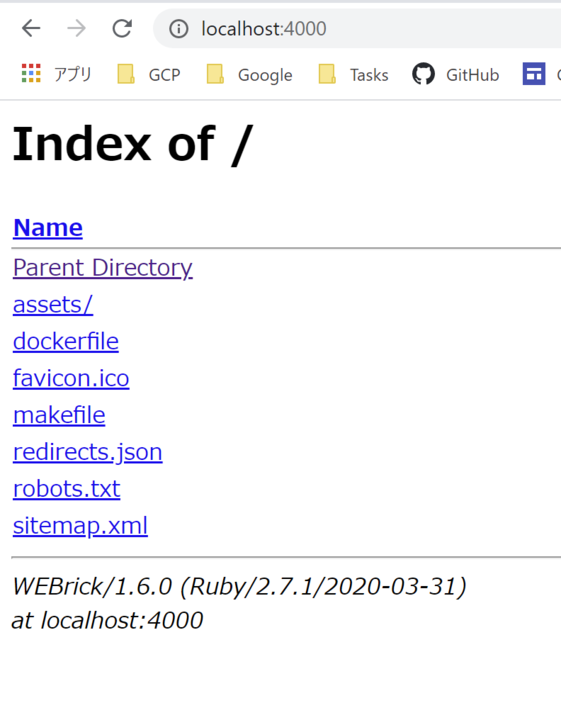 localhost:4000
アプリ GCP Google Tasks GitHub
Index of /
Name
Parent Directory
assets/
dockerfile
favicon.ico
makefile
redirects.json
robots.txt
sitemap.xml
WEBrick/1.6.0 (Ruby/2.7.1/2020-03-31)
at localhost:4000